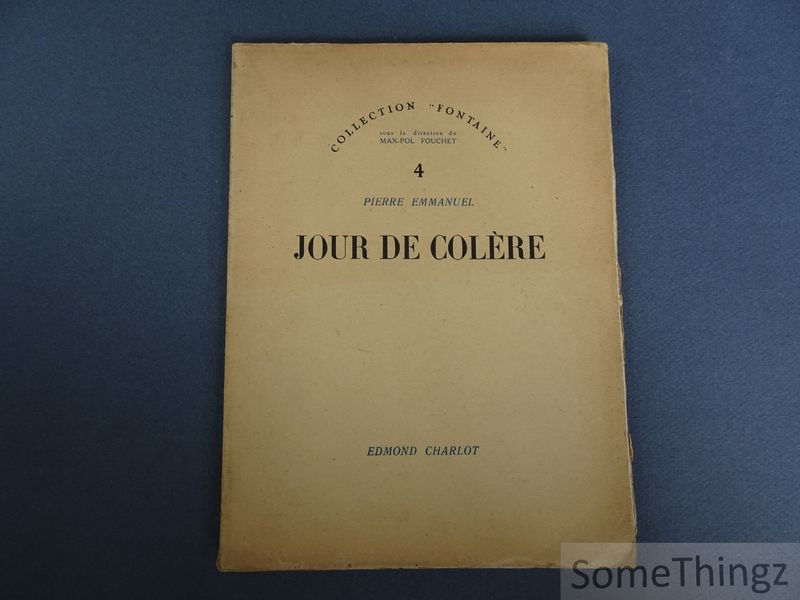 COLLECTION "FONTAINE"
sous la direction de
MAX-POL FOUCHET
4
PIERRE EMMANUEL
JOUR DE COLÈRE
EDMOND CHARLOT
SomeThingz